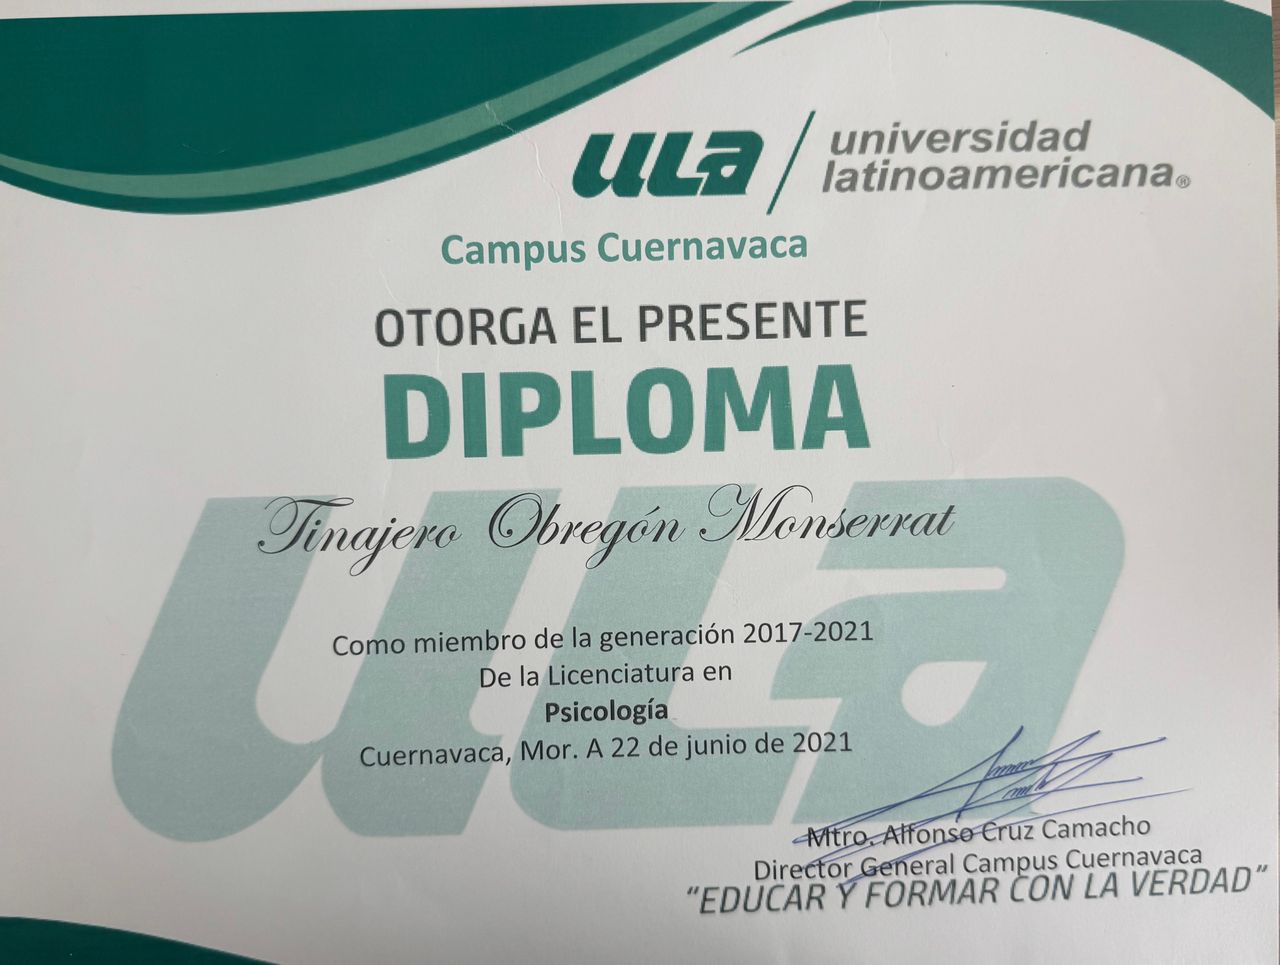 ULA / universidad
latinoamericana®
Campus Cuernavaca
OTORGA EL PRESENTE
DIPLOMA
Tinajero Obregón Monserrat
Como miembro de la generación 2017-2021
De la Licenciatura en
Psicología
Cuernavaca, Mor. A 22 de junio de 2021
Mtro. Alfonso Cruz Camacho
Director General Campus Cuernavaca
“EDUCAR Y FORMAR CON LA VERDAD”
ULA